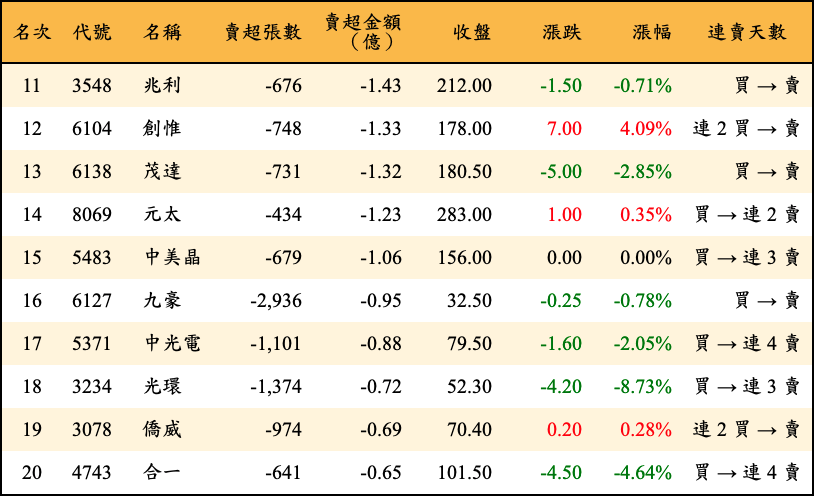 名次 代號 名稱 賣超張數 賣超金額（億） 收盤 漲跌 漲幅 連賣天數
11 3548 兆利 -676 -1.43 212.00 -1.50 -0.71% 買 → 賣
12 6104 創惟 -748 -1.33 178.00 7.00 4.09% 連 2 買 → 賣
13 6138 茂達 -731 -1.32 180.50 -5.00 -2.85% 買 → 賣
14 8069 元太 -434 -1.23 283.00 1.00 0.35% 買 → 連 2 賣
15 5483 中美晶 -679 -1.06 156.00 0.00 0.00% 買 → 連 3 賣
16 6127 九豪 -2,936 -0.95 32.50 -0.25 -0.78% 買 → 賣
17 5371 中光電 -1,101 -0.88 79.50 -1.60 -2.05% 買 → 連 4 賣
18 3234 光環 -1,374 -0.72 52.30 -4.20 -8.73% 買 → 連 3 賣
19 3078 僑威 -974 -0.69 70.40 0.20 0.28% 連 2 買 → 賣
20 4743 合一 -641 -0.65 101.50 -4.50 -4.64% 買 → 連 4 賣